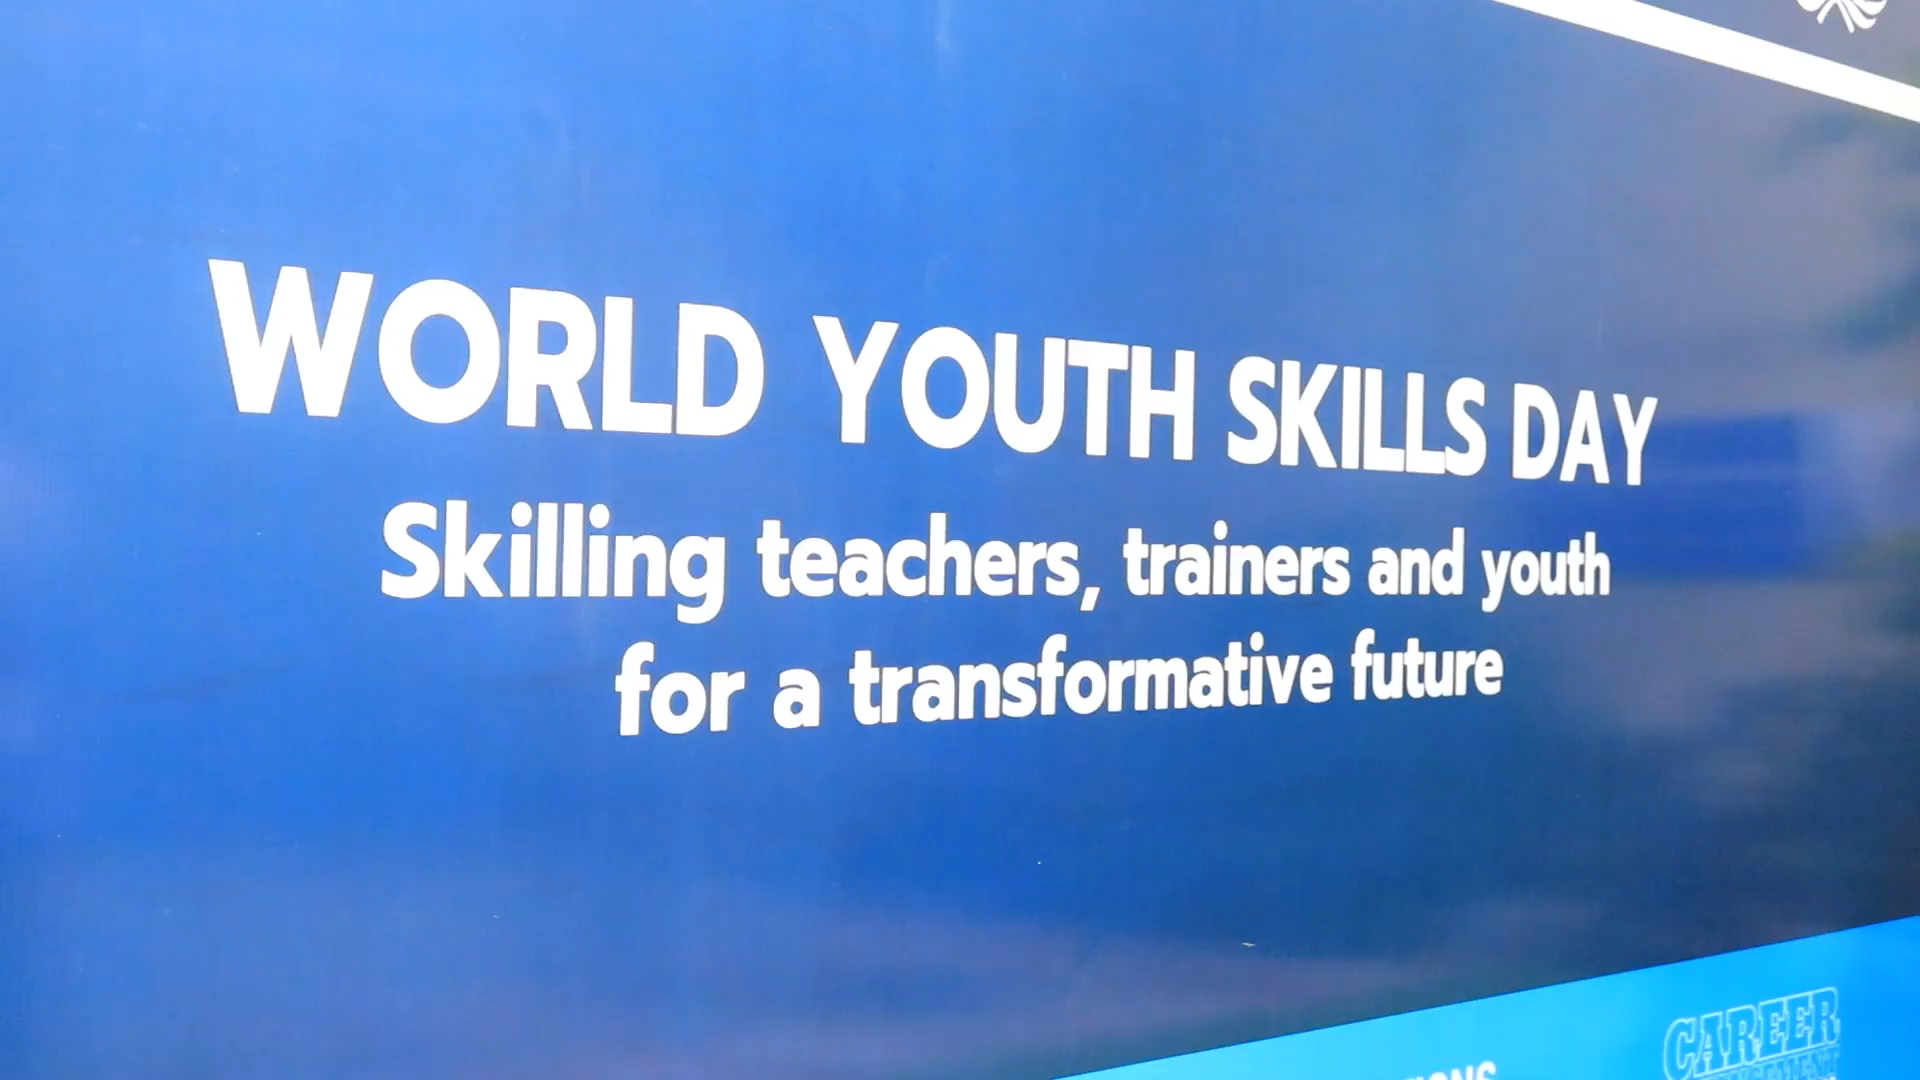 WORLD YOUTH SKILLS DAY
Skilling teachers, trainers and youth
for a transformative future
CAREER